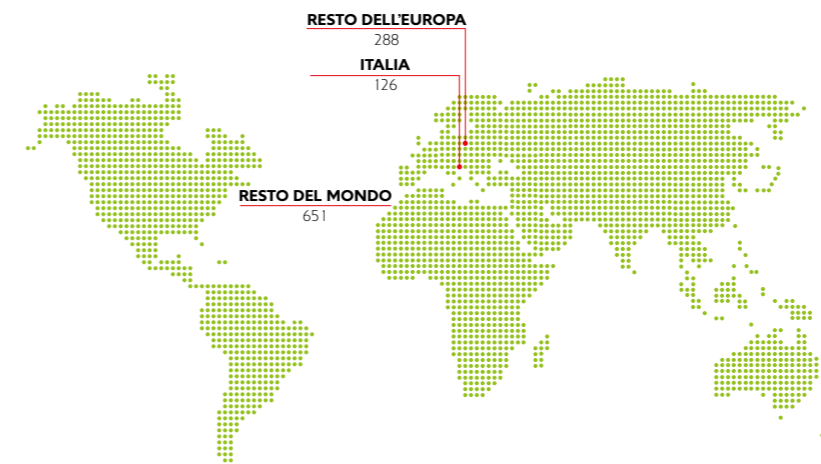 RESTO DELL'EUROPA
288
ITALIA
126
RESTO DEL MONDO
651